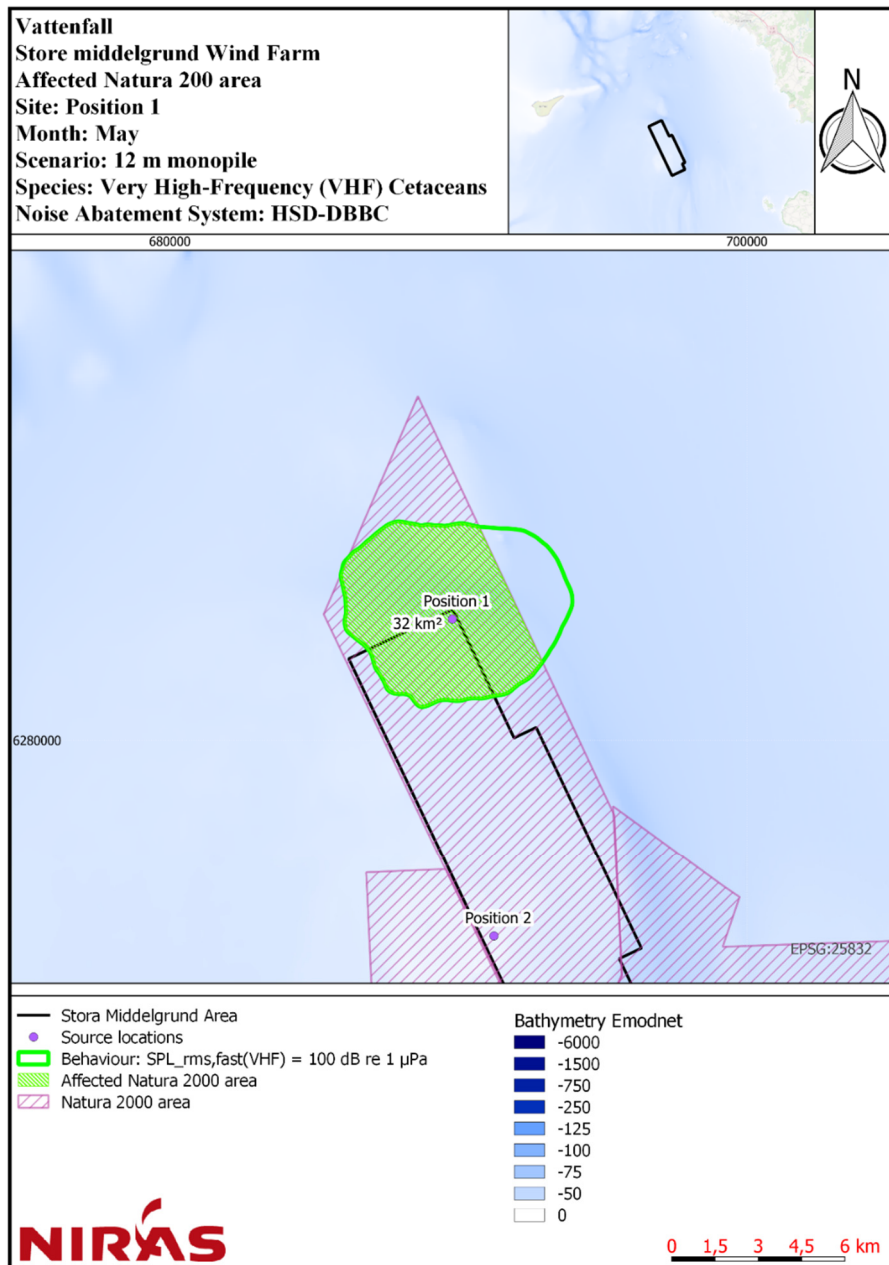 Vattenfall
Store middelgrund Wind Farm
Affected Natura 200 area
Site: Position 1
Month: May
Scenario: 12 m monopile
Species: Very High-Frequency (VHF) Cetaceans
Noise Abatement System: HSD-DBBC
N
680000
700000
Position 1
32 km²
6280000
Position 2
EPSG:25832
Stora Middelgrund Area
Source locations
Behaviour: SPL_rms,fast(VHF) = 100 dB re 1 µPa
Affected Natura 2000 area
Natura 2000 area
Bathymetry Emodnet
-6000
-1500
-750
-250
-125
-100
-75
-50
0
NIRAS
0 1,5 3 4,5 6 km